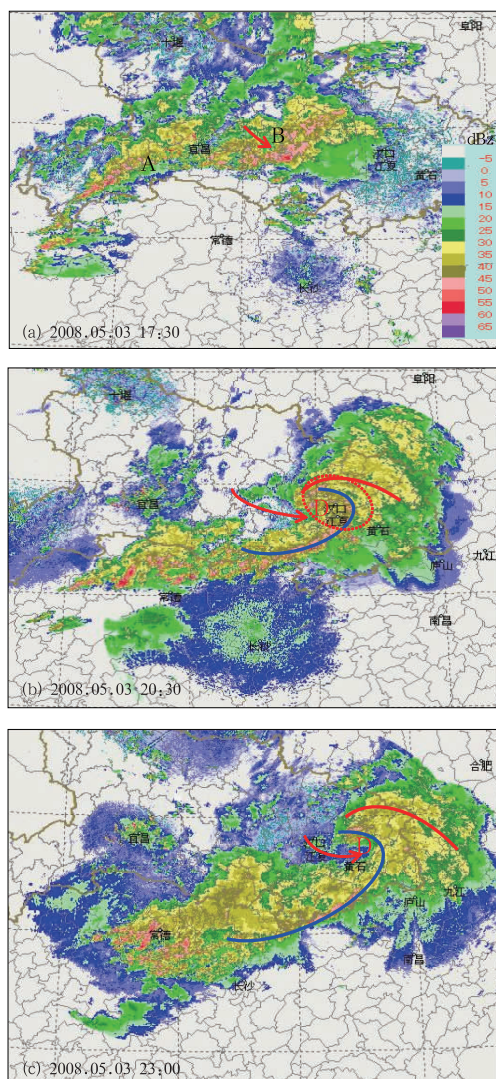 阜阳
十堰
dBz
-5
0
5
10
15
20
25
30
35
40
45
50
55
60
65
B
宜昌
A
汉口
江夏
黄石
常德
长沙
(a) 2008.05.03 17:30
阜阳
十堰
宜昌
汉口
江夏
黄石
九江
庐山
常德
南昌
长沙
(b) 2008.05.03 20:30
合肥
宜昌
汉口
江夏
黄石
九江
庐山
常德
南昌
长沙
(c) 2008.05.03 23:00